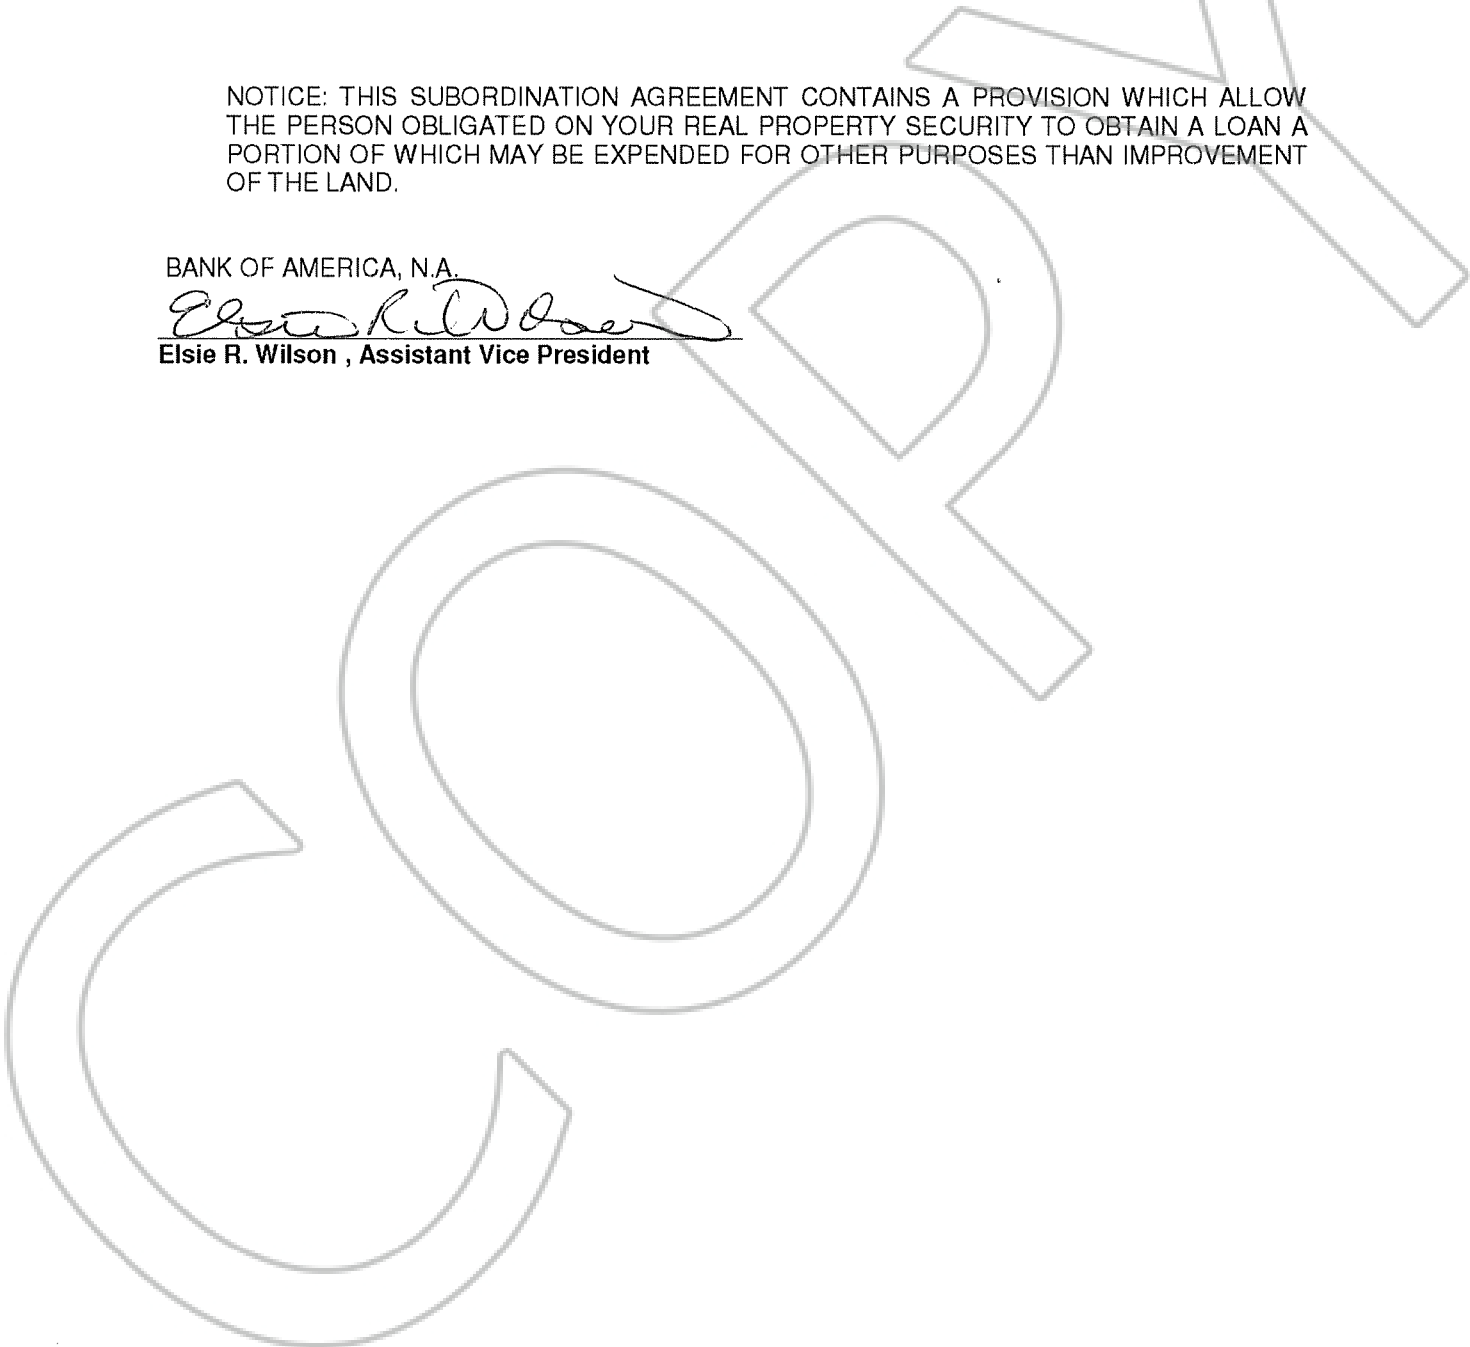 NOTICE: THIS SUBORDINATION AGREEMENT CONTAINS A PROVISION WHICH ALLOW
THE PERSON OBLIGATED ON YOUR REAL PROPERTY SECURITY TO OBTAIN A LOAN A
PORTION OF WHICH MAY BE EXPENDED FOR OTHER PURPOSES THAN IMPROVEMENT
OF THE LAND.
BANK OF AMERICA, N.A.
Elsie R. Wilson
Elsie R. Wilson , Assistant Vice President
COPY